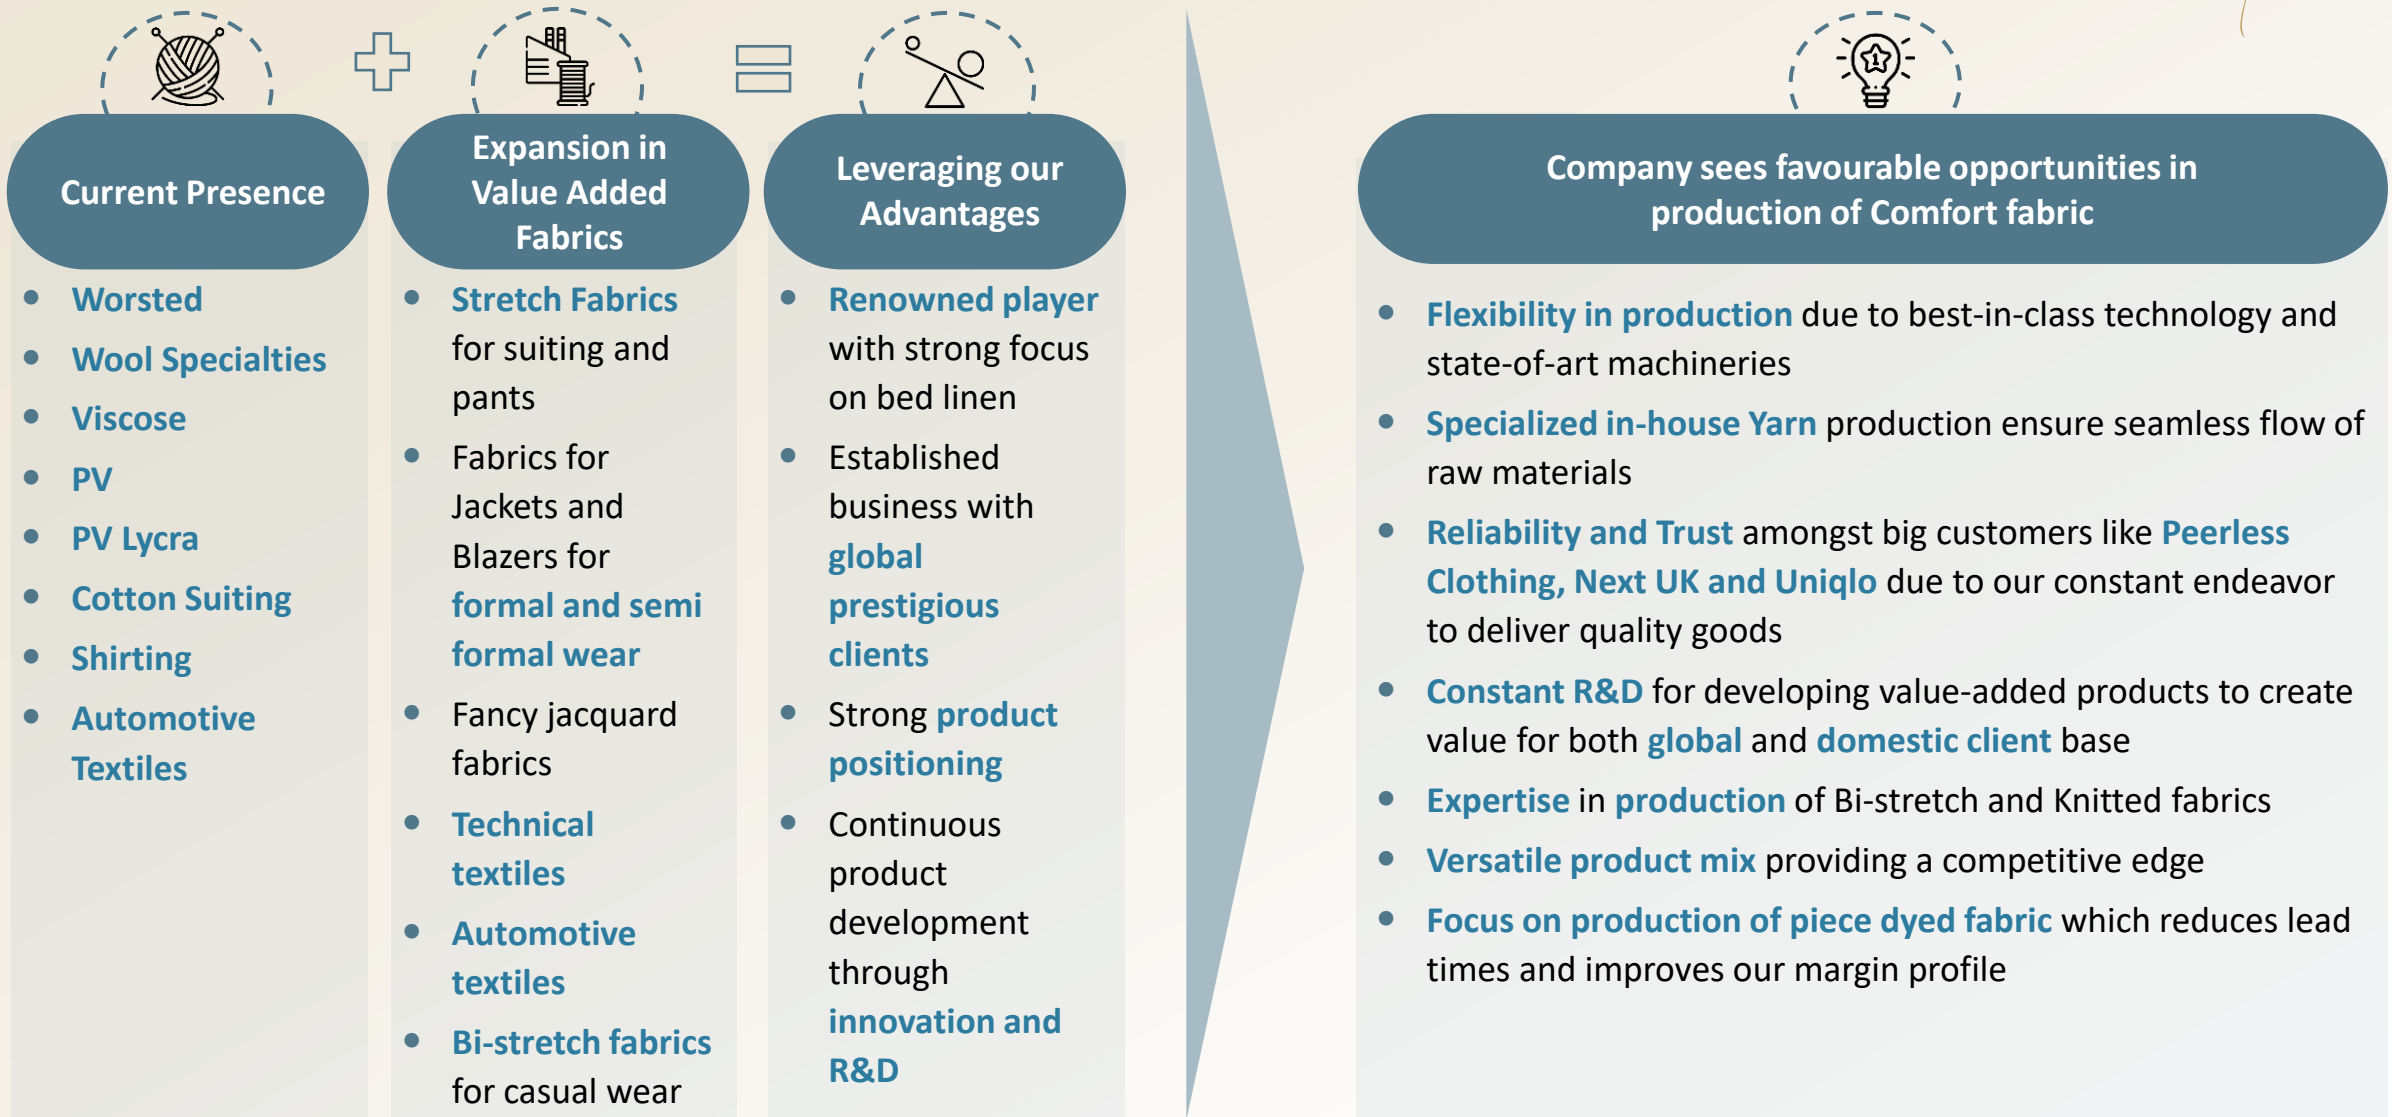 Current Presence
Worsted
Wool Specialties
Viscose
PV
PV Lycra
Cotton Suiting
Shirting
Automotive
Textiles
Expansion in
Value Added
Fabrics
Stretch Fabrics
for suiting and
pants
Fabrics for
Jackets and
Blazers for
formal and semi
formal wear
Fancy jacquard
fabrics
Technical
textiles
Automotive
textiles
Bi-stretch fabrics
for casual wear
Leveraging our
Advantages
Renowned player
with strong focus
on bed linen
Established
business with
global
prestigious
clients
Strong product
positioning
Continuous
product
development
through
innovation and
R&D
1
Company sees favourable opportunities in
production of Comfort fabric
Flexibility in production due to best-in-class technology and
state-of-art machineries
Specialized in-house Yarn production ensure seamless flow of
raw materials
Reliability and Trust amongst big customers like Peerless
Clothing, Next UK and Uniqlo due to our constant endeavor
to deliver quality goods
Constant R&D for developing value-added products to create
value for both global and domestic client base
Expertise in production of Bi-stretch and Knitted fabrics
Versatile product mix providing a competitive edge
Focus on production of piece dyed fabric which reduces lead
times and improves our margin profile